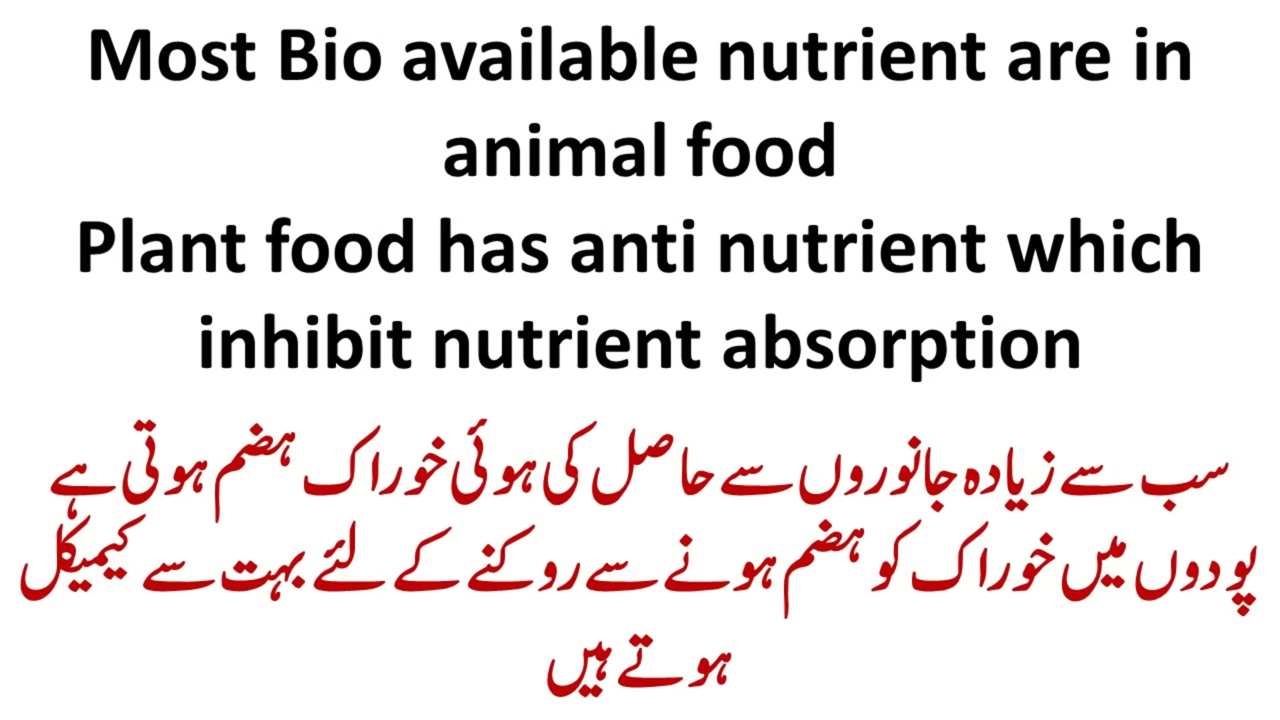 Most Bio available nutrient are in
animal food
Plant food has anti nutrient which
inhibit nutrient absorption
سب سے زیادہ جانوروں سے حاصل کی ہوئی خوراک ہضم ہوتی ہے
پودوں میں خوراک کو ہضم ہونے سے روکنے کے لئے بہت سے کیمیکل
ہوتے ہیں